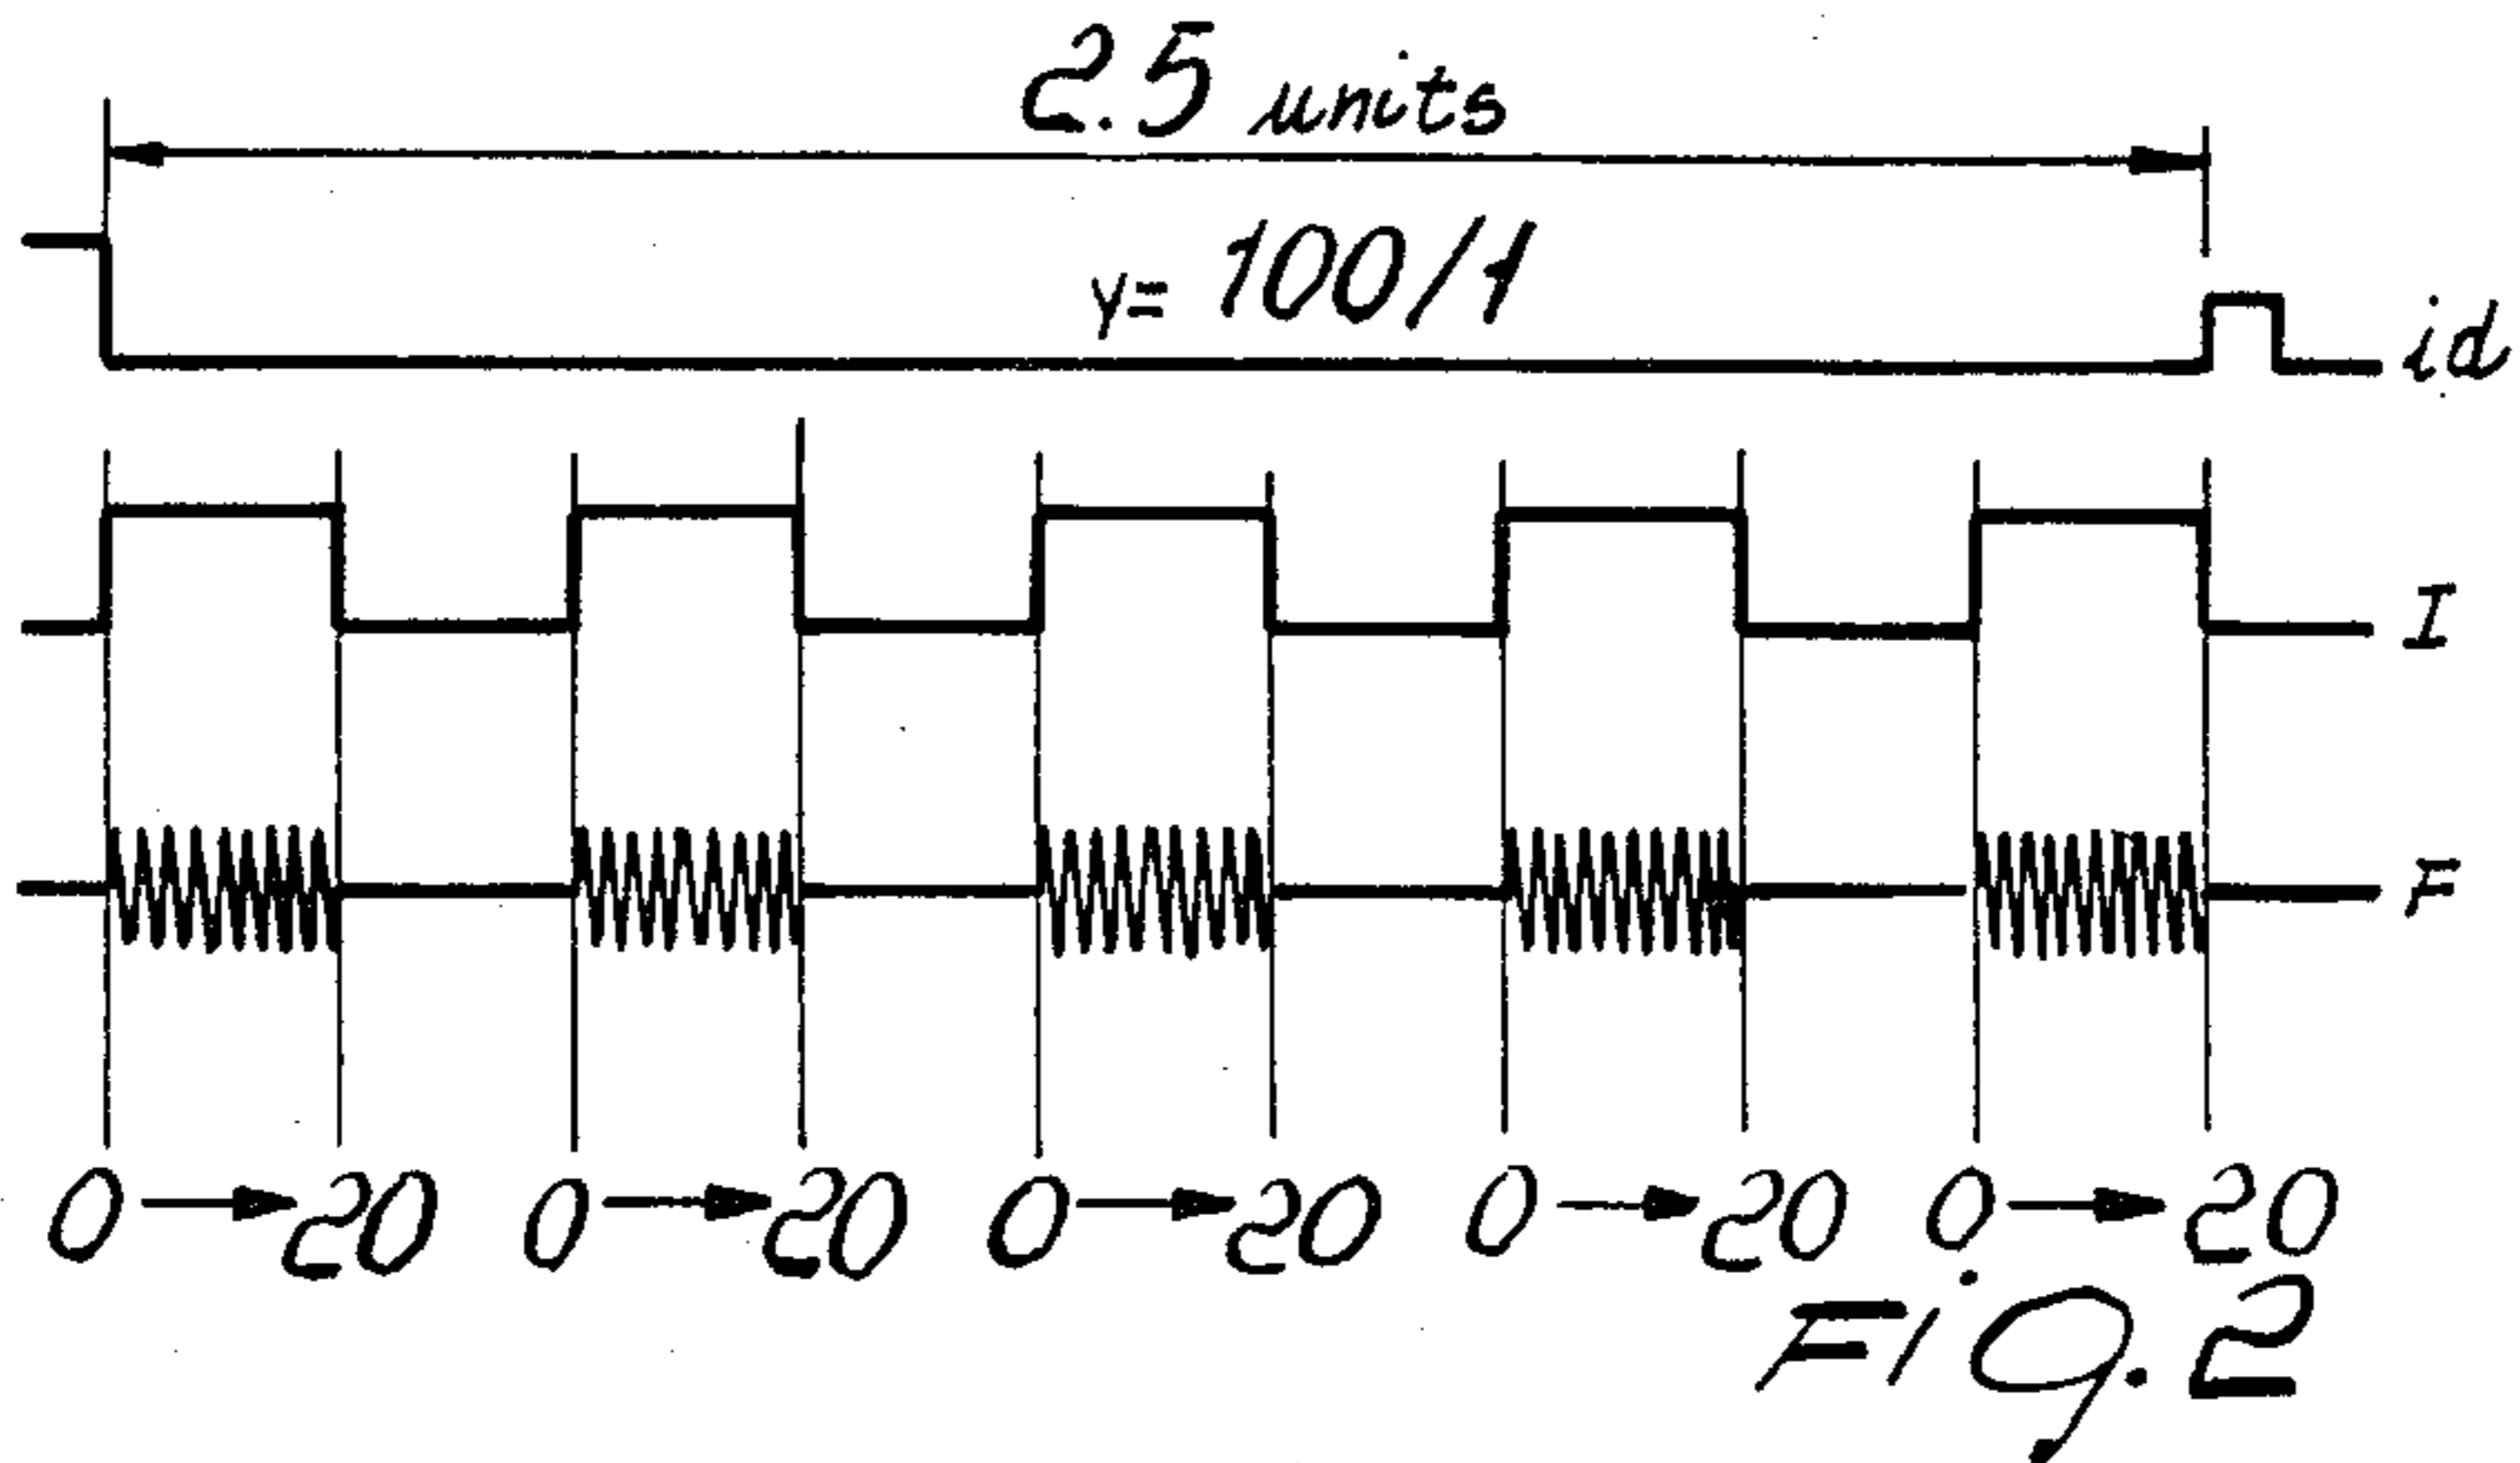 2.5 units
y= 100/1
id
I
F
0 → 20 0 → 20 0 → 20 0 → 20 0 → 20
Fig. 2